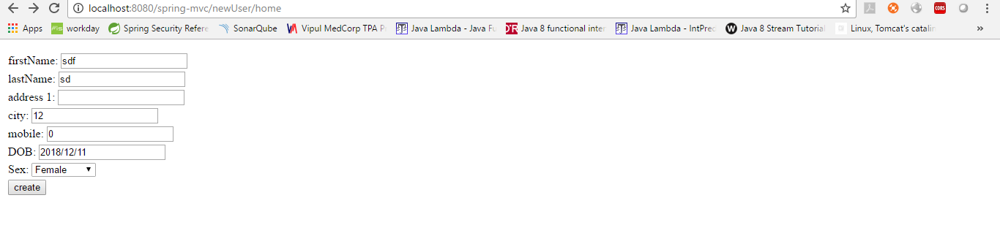 localhost:8080/spring-mvc/newUser/home
Apps workday Spring Security Refere SonarQube Vipul MedCorp TPA P Java Lambda - Java Fu Java 8 functional inter Java Lambda - IntPrec Java 8 Stream Tutorial Linux, Tomcat's catalin »
firstName: sdf
lastName: sd
address 1:
city: 12
mobile: 0
DOB: 2018/12/11
Sex: Female
create